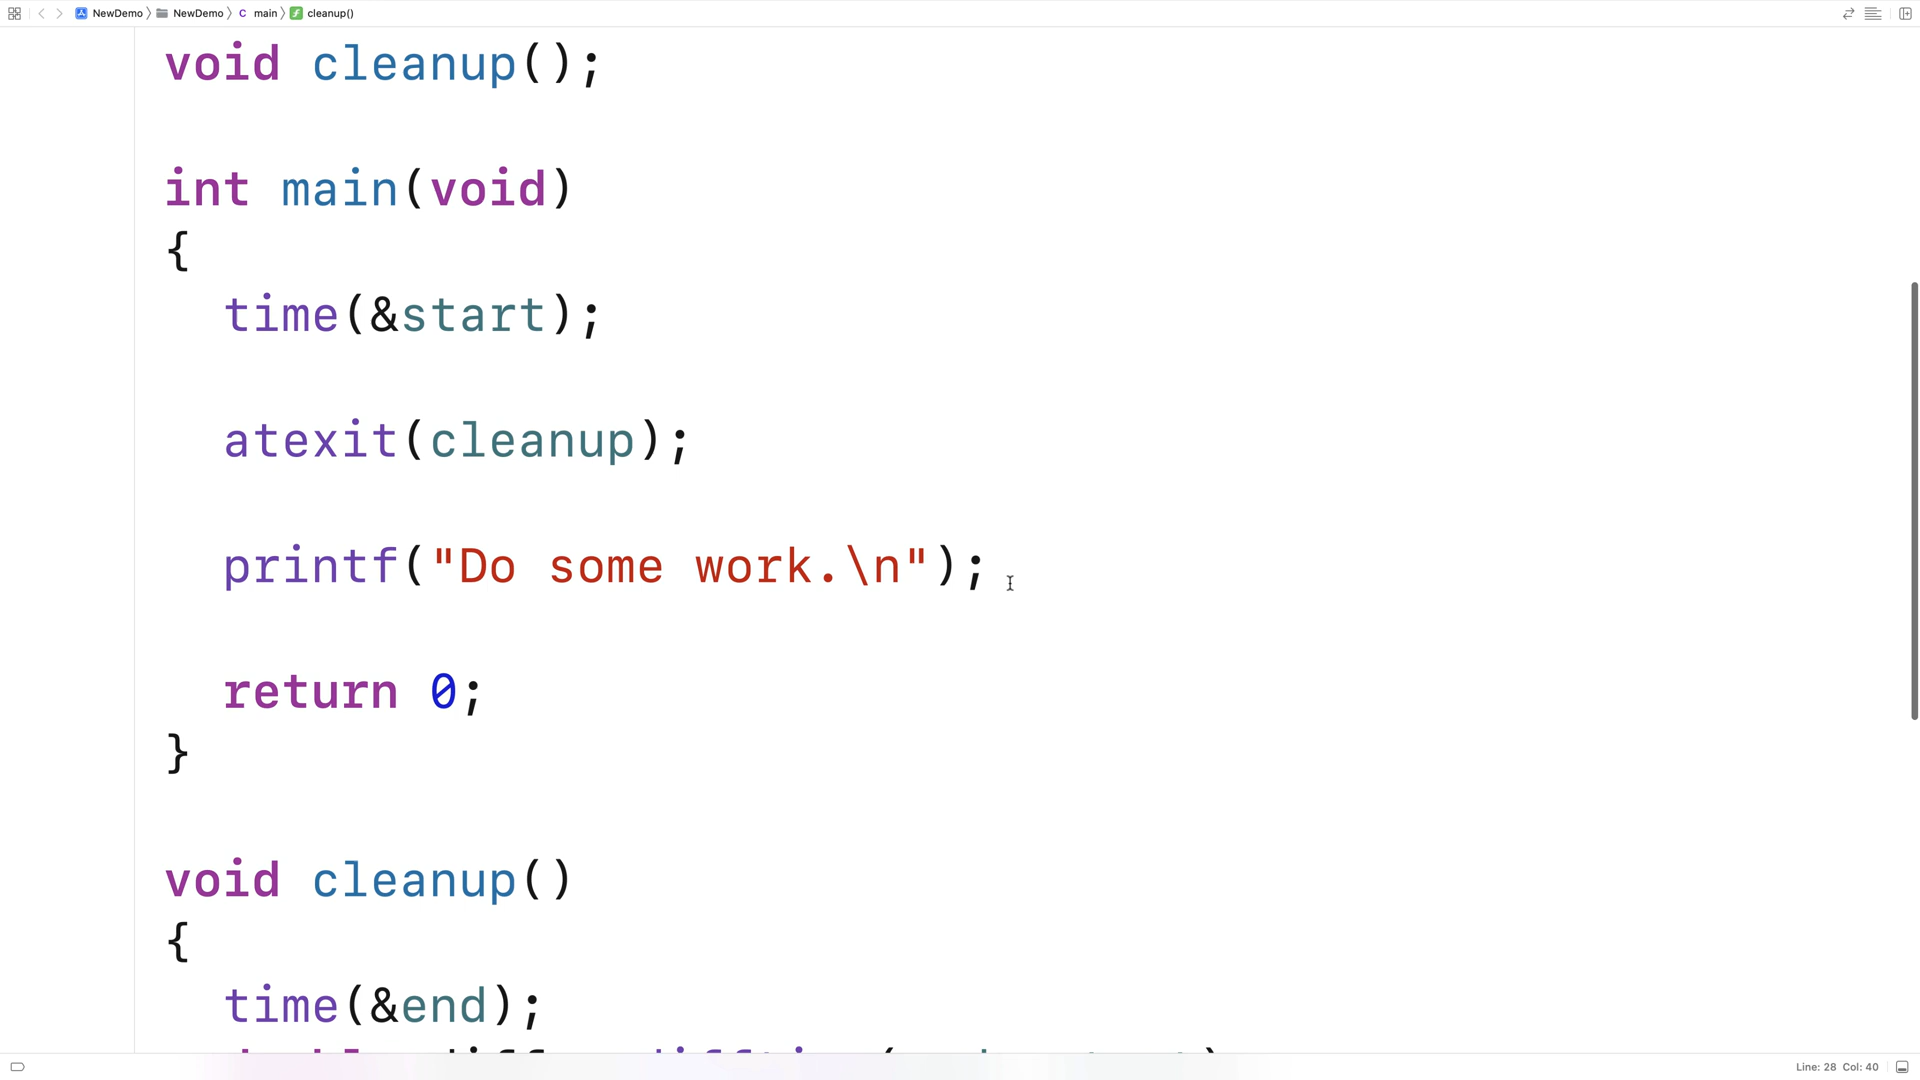 NewDemo NewDemo C main f cleanup()
void cleanup();
int main(void)
{
time(&start);
atexit(cleanup);
printf("Do some work.\n");
return 0;
}
void cleanup()
{
time(&end);
Line: 28 Col: 40